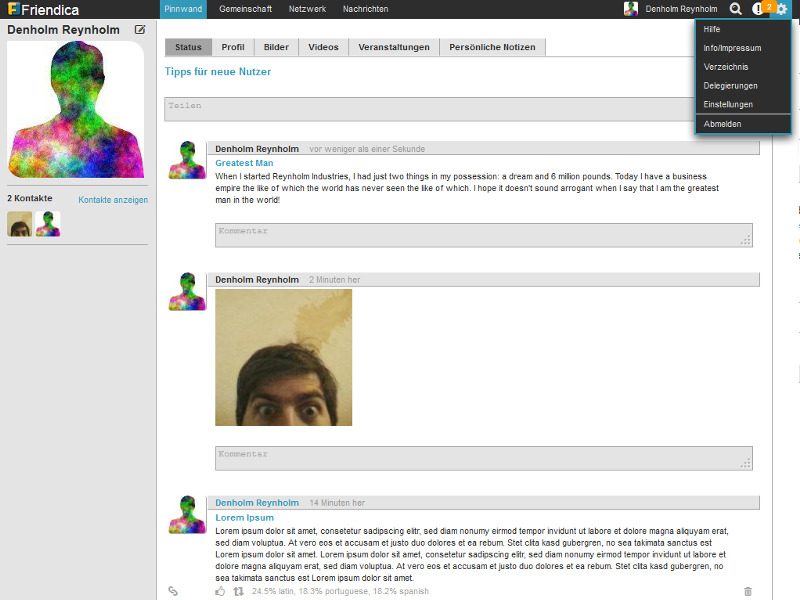 Friendica
Pinnwand Gemeinschaft Netzwerk Nachrichten
Denholm Reynholm
2
Hilfe
Info/Impressum
Verzeichnis
Delegierungen
Einstellungen
Abmelden
Denholm Reynholm
2 Kontakte
Kontakte anzeigen
Status Profil Bilder Videos Veranstaltungen Persönliche Notizen
Tipps für neue Nutzer
Teilen
Denholm Reynholm vor weniger als einer Sekunde
Greatest Man
When I started Reynholm Industries, I had just two things in my possession: a dream and 6 million pounds. Today I have a business
empire the like of which the world has never seen the like of which. I hope it doesn't sound arrogant when I say that I am the greatest
man in the world!
Kommentar
Denholm Reynholm 2 Minuten her
Kommentar
Denholm Reynholm 14 Minuten her
Lorem Ipsum
Lorem ipsum dolor sit amet, consetetur sadipscing elitr, sed diam nonumy eirmod tempor invidunt ut labore et dolore magna aliquyam erat,
sed diam voluptua. At vero eos et accusam et justo duo dolores et ea rebum. Stet clita kasd gubergren, no sea takimata sanctus est
Lorem ipsum dolor sit amet. Lorem ipsum dolor sit amet, consetetur sadipscing elitr, sed diam nonumy eirmod tempor invidunt ut labore et
dolore magna aliquyam erat, sed diam voluptua. At vero eos et accusam et justo duo dolores et ea rebum. Stet clita kasd gubergren, no
sea takimata sanctus est Lorem ipsum dolor sit amet.
24.5% latin, 18.3% portuguese, 18.2% spanish